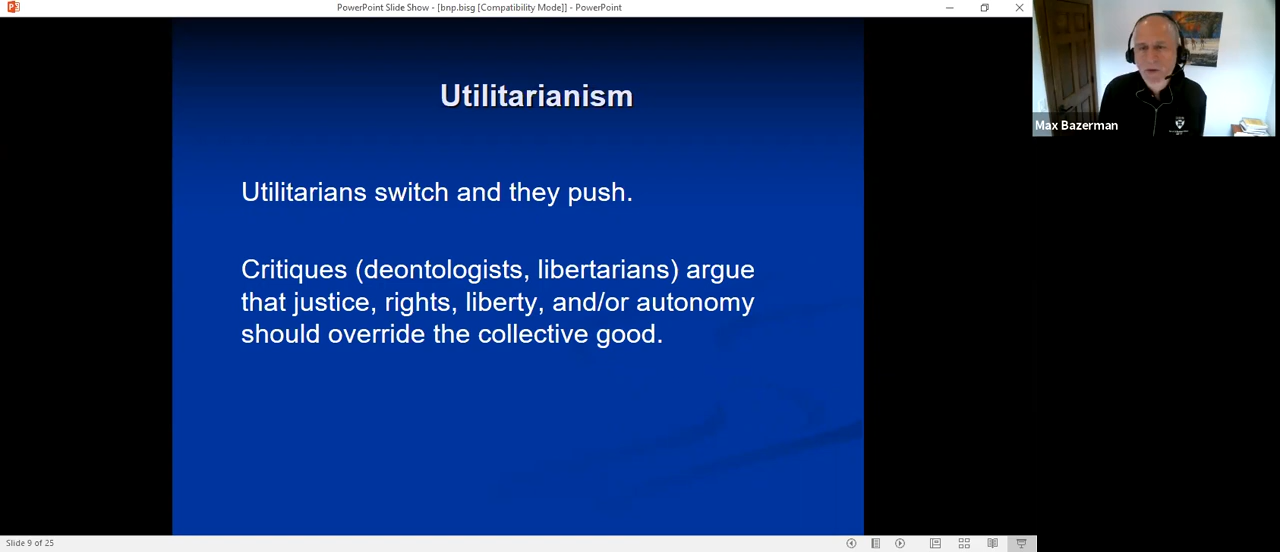 PowerPoint Slide Show - [bnp.bisg [Compatibility Mode]] - PowerPoint
Max Bazerman
Utilitarianism
Utilitarians switch and they push.
Critiques (deontologists, libertarians) argue
that justice, rights, liberty, and/or autonomy
should override the collective good.
Slide 9 of 25